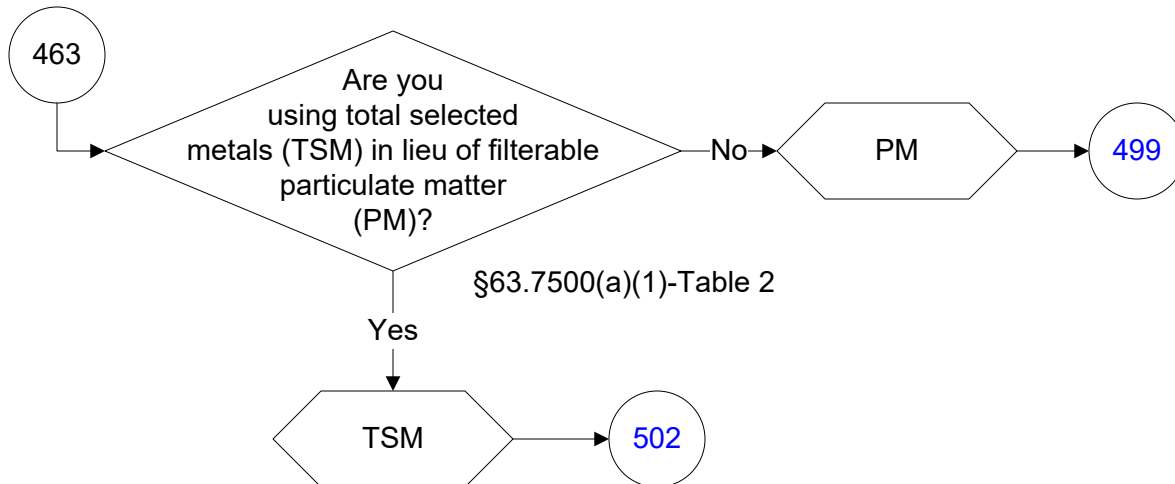 463
Are you
using total selected
metals (TSM) in lieu of filterable
particulate matter
(PM)?
No
PM
499
§63.7500(a)(1)-Table 2
Yes
TSM
502